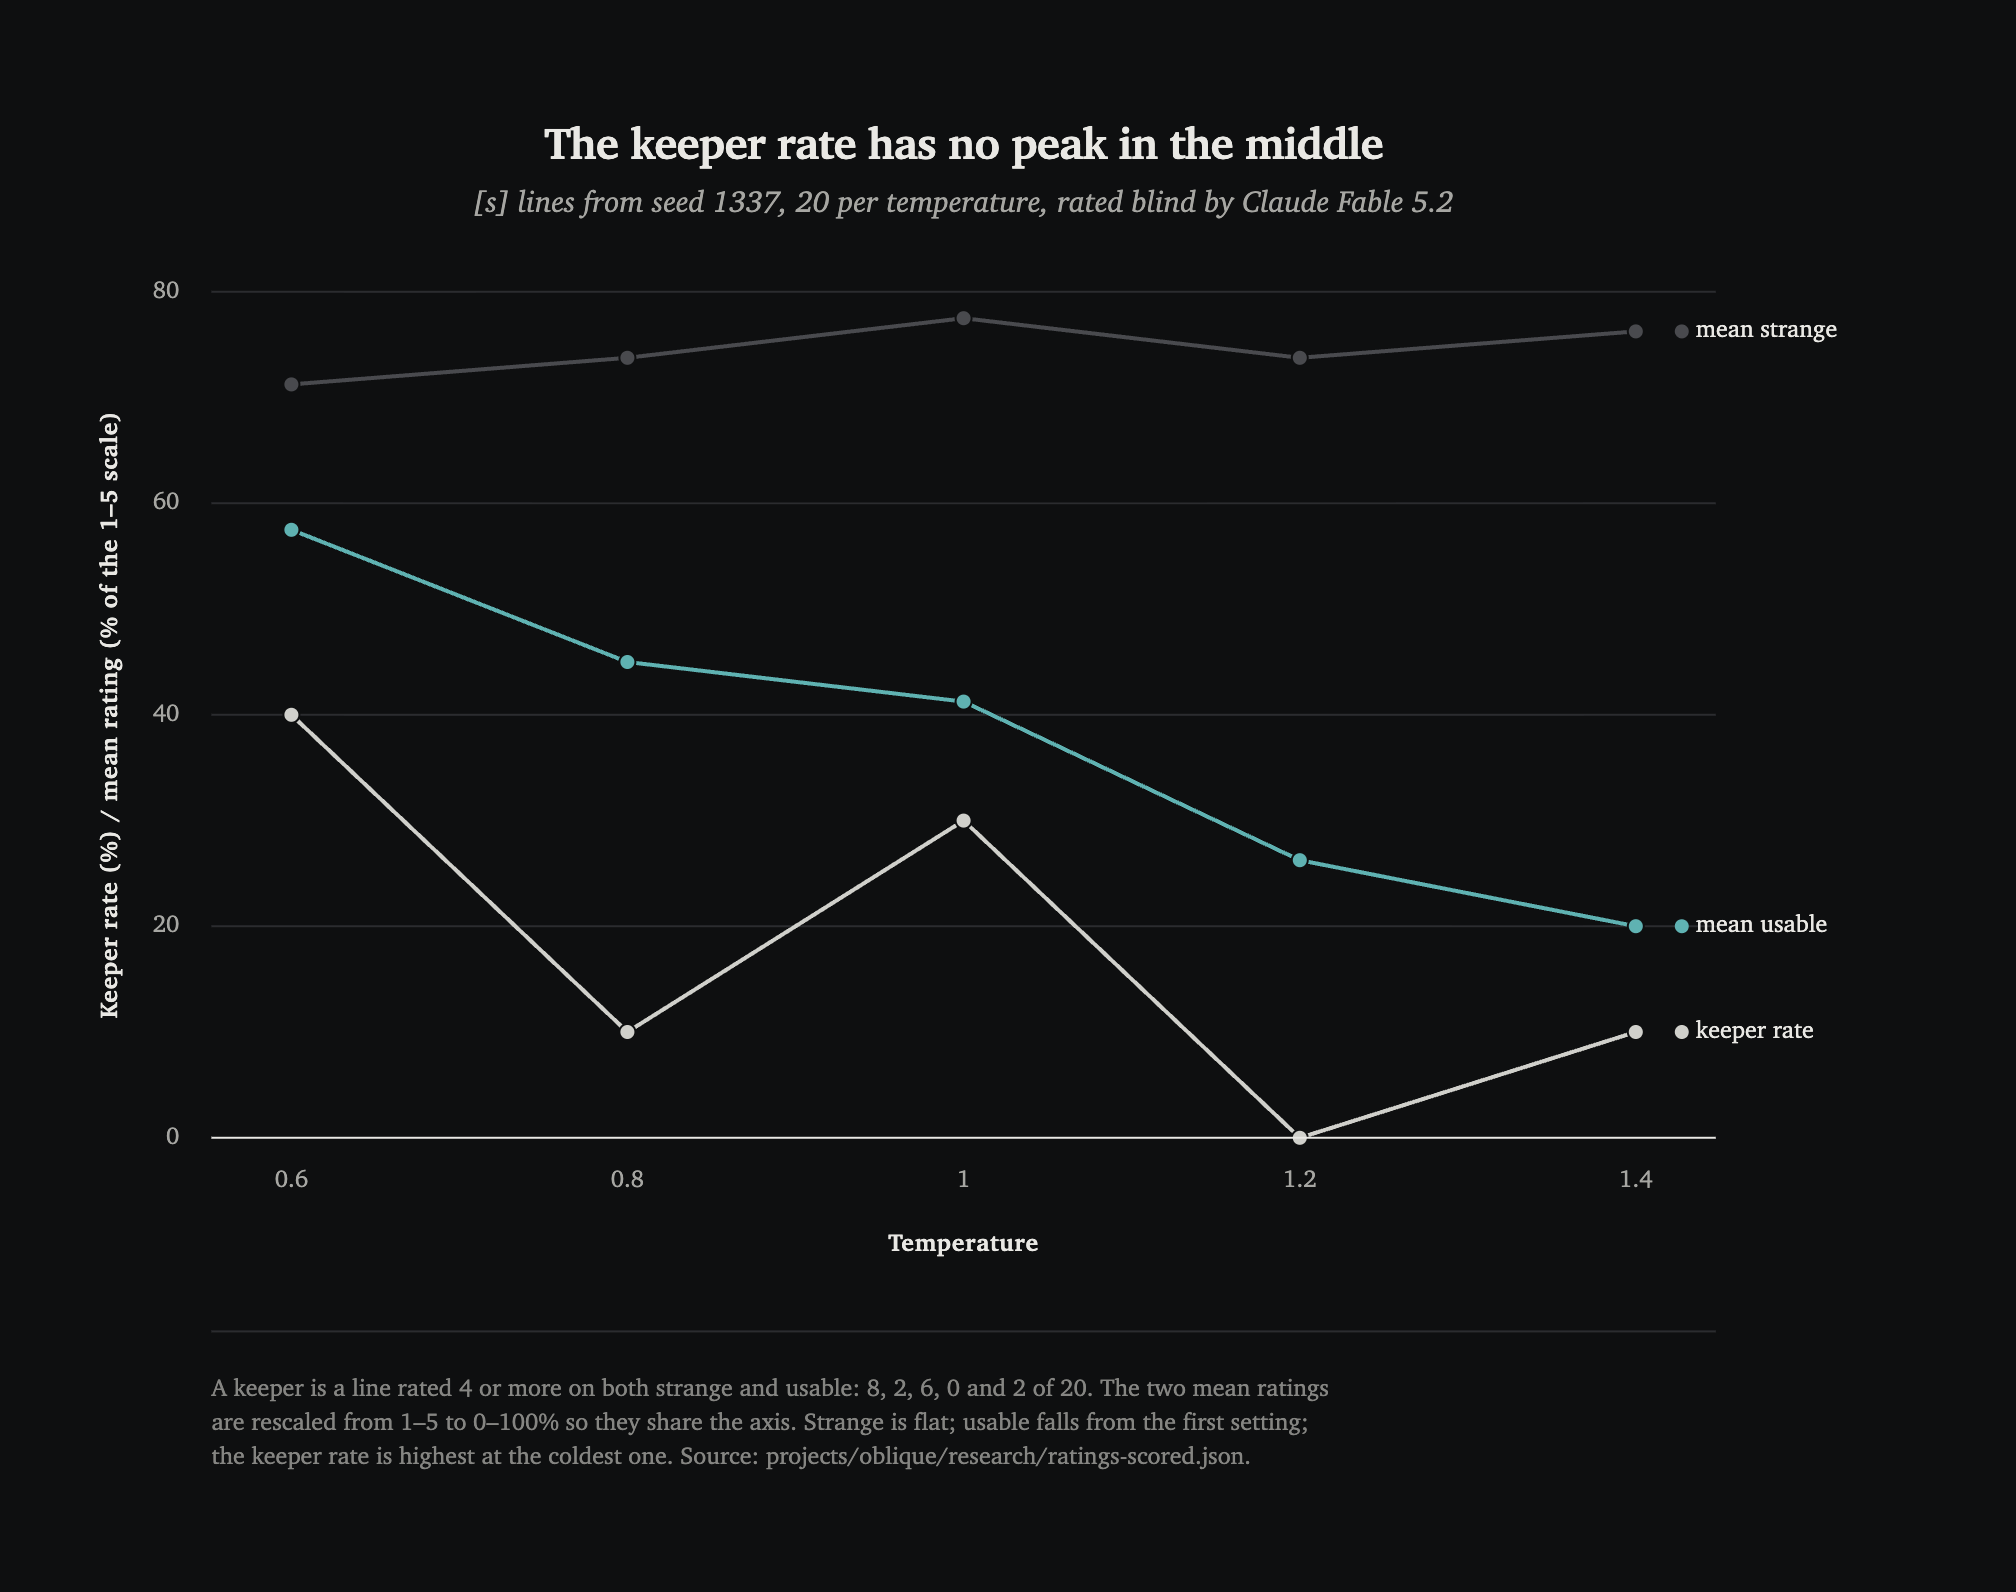 The keeper rate has no peak in the middle
[s] lines from seed 1337, 20 per temperature, rated blind by Claude Fable 5.2
Keeper rate (%) / mean rating (% of the 1–5 scale)
80
60
40
20
0
mean strange
mean usable
keeper rate
0.6 0.8 1 1.2 1.4
Temperature
A keeper is a line rated 4 or more on both strange and usable: 8, 2, 6, 0 and 2 of 20. The two mean ratings
are rescaled from 1–5 to 0–100% so they share the axis. Strange is flat; usable falls from the first setting;
the keeper rate is highest at the coldest one. Source: projects/oblique/research/ratings-scored.json.